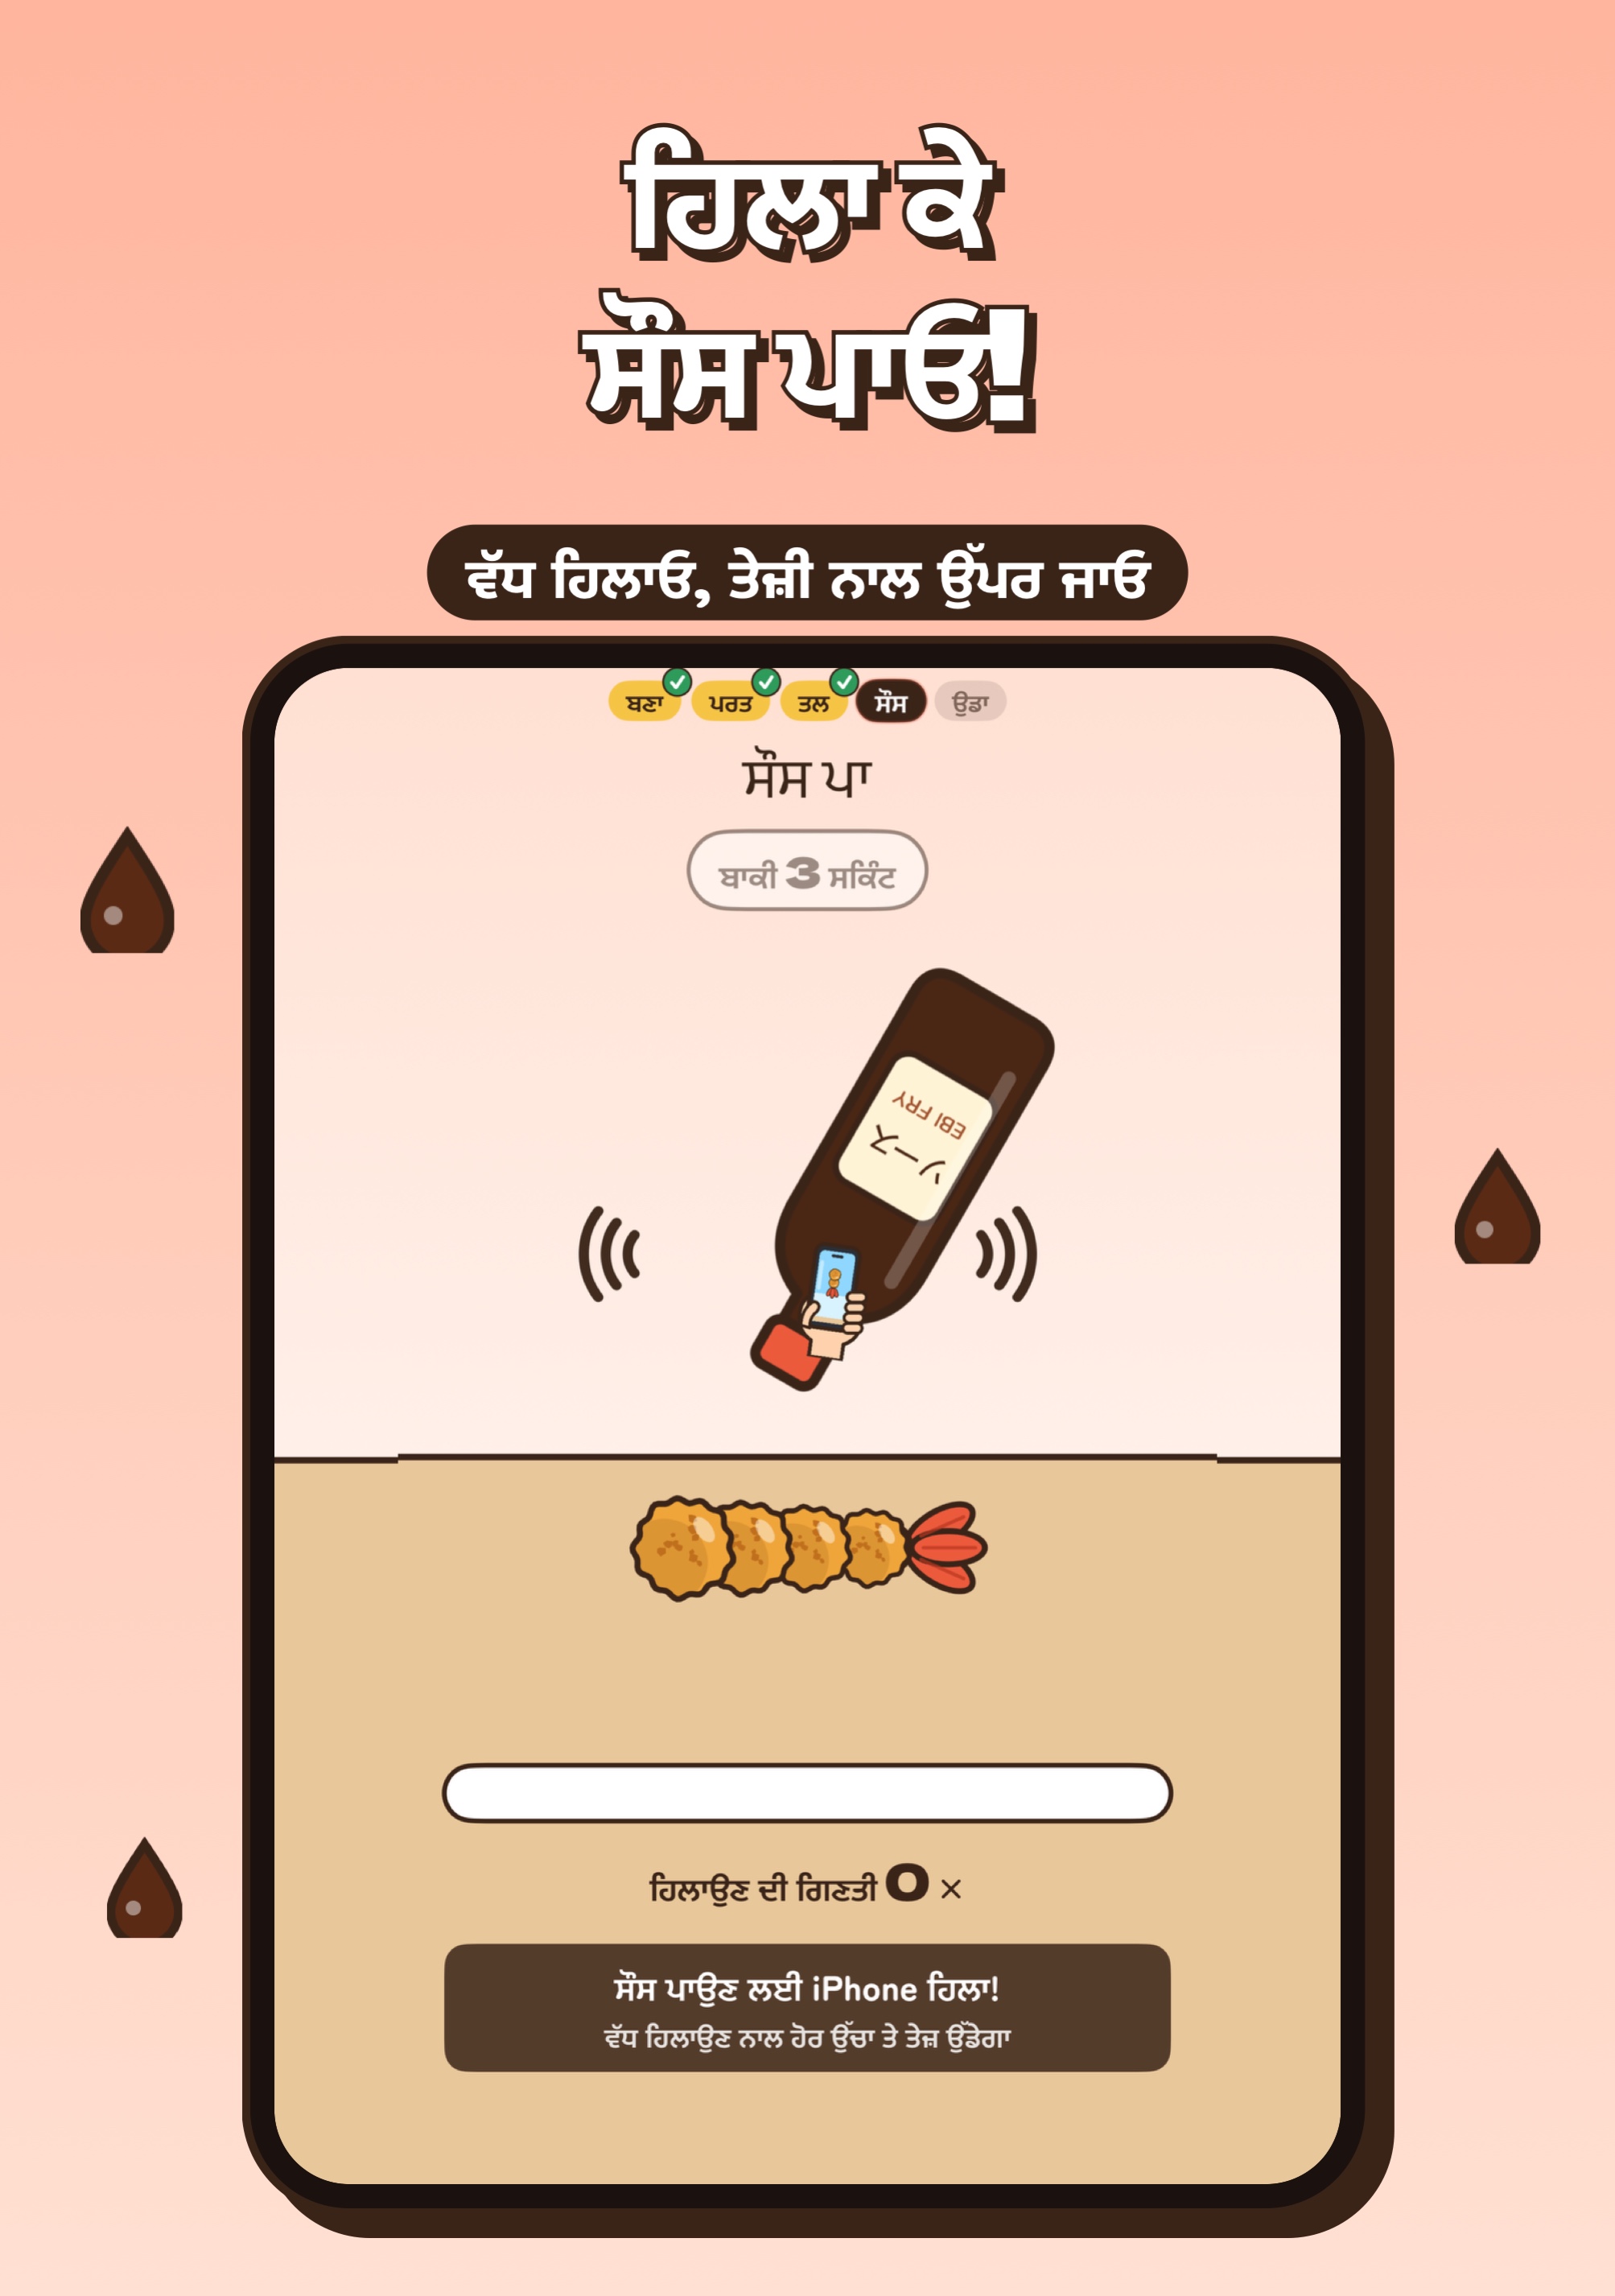 ਹਿਲਾ ਕੇ
ਸੌਸ ਪਾਓ!
ਵੱਧ ਹਿਲਾਓ, ਤੇਜ਼ੀ ਨਾਲ ਉੱਪਰ ਜਾਓ
ਬਣਾ ਪਰਤ ਤਲ ਸੌਸ ਉਡਾ
ਸੌਸ ਪਾ
ਬਾਕੀ 3 ਸਕਿੰਟ
EBI FRY
ソース
ਹਿਲਾਉਣ ਦੀ ਗਿਣਤੀ 0 ×
ਸੌਸ ਪਾਉਣ ਲਈ iPhone ਹਿਲਾ!
ਵੱਧ ਹਿਲਾਉਣ ਨਾਲ ਹੋਰ ਉੱਚਾ ਤੇ ਤੇਜ਼ ਉੱਡੇਗਾ